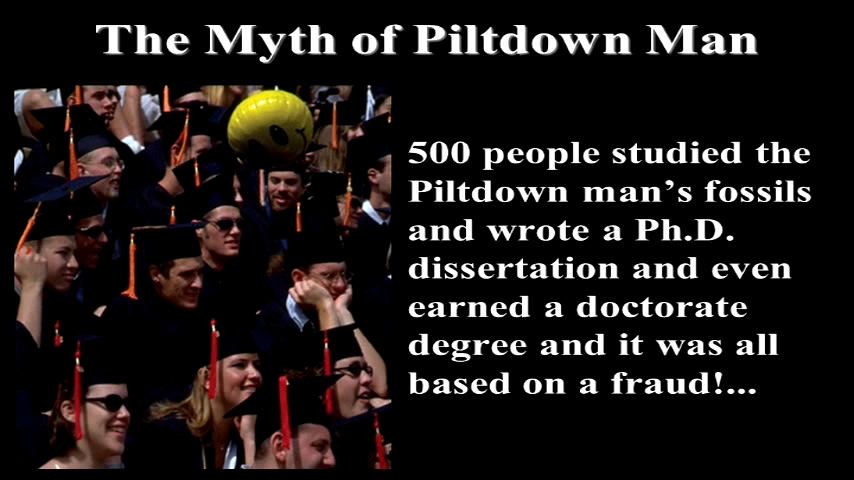 The Myth of Piltdown Man
500 people studied the
Piltdown man’s fossils
and wrote a Ph.D.
dissertation and even
earned a doctorate
degree and it was all
based on a fraud!...